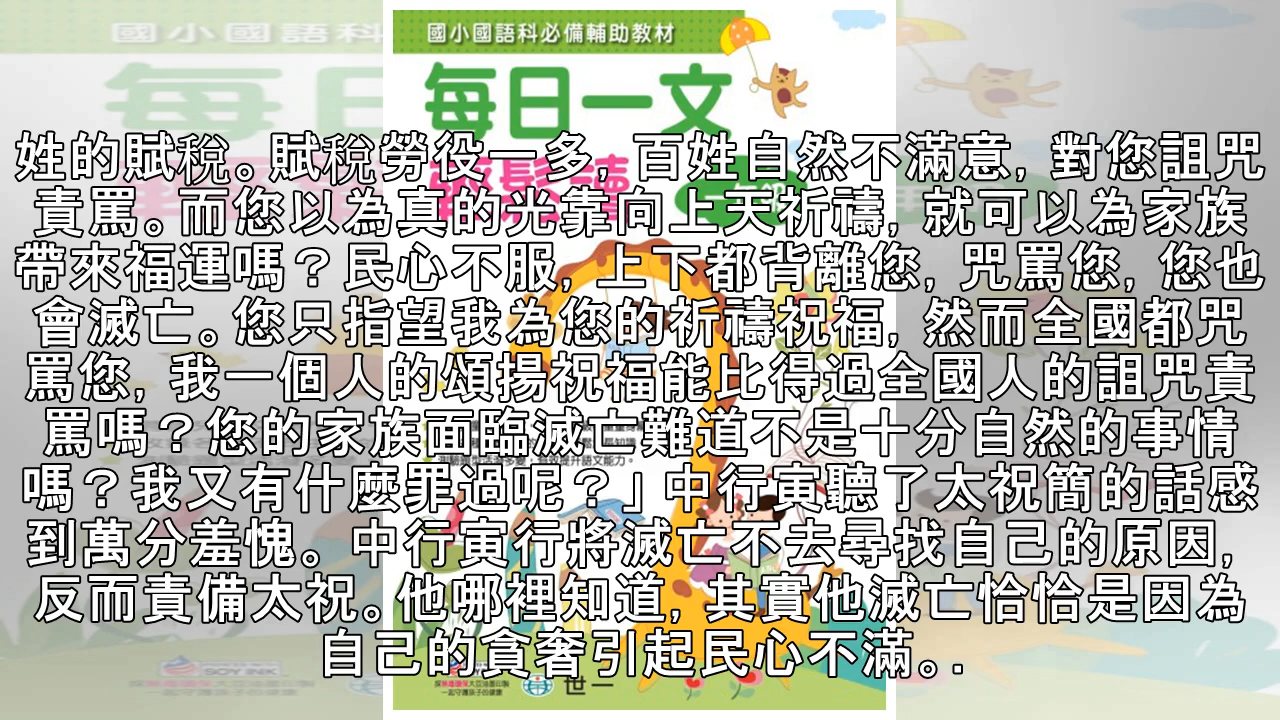 國小國語科必備輔助教材
每日一文
姓的賦稅。賦稅勞役一多，百姓自然不滿意，對您詛咒
責罵。而您以為真的光靠向上天祈禱，就可以為家族
帶來福運嗎？民心不服，上下都背離您，咒罵您，您也
會滅亡。您只指望我為您的祈禱祝福，然而全國都咒
罵您，我一個人的頌揚祝福能比得過全國人的詛咒責
罵嗎？您的家族面臨滅亡難道不是十分自然的事情
嗎？我又有什麼罪過呢？」中行寅聽了太祝簡的話感
到萬分羞愧。中行寅行將滅亡不去尋找自己的原因，
反而責備太祝。他哪裡知道，其實他滅亡恰恰是因為
自己的貪奢引起民心不滿。.
SOY INK
世一